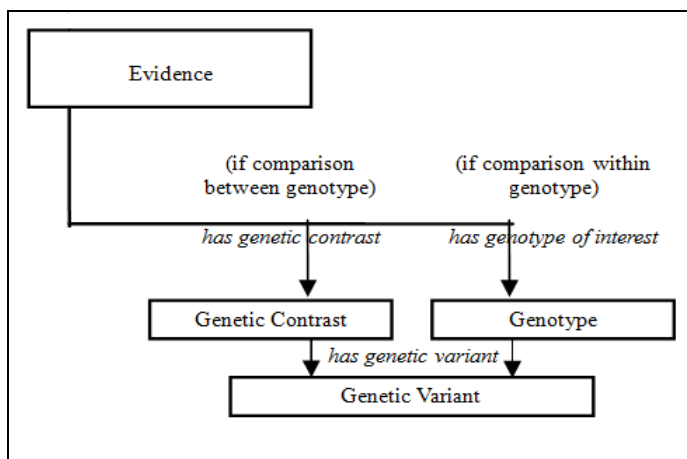 Evidence
(if comparison
between genotype)
(if comparison within
genotype)
has genetic contrast
has genotype of interest
Genetic Contrast
Genotype
has genetic variant
Genetic Variant